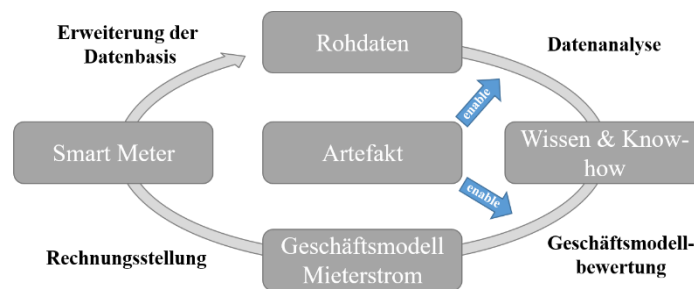 Erweiterung der
Datenbasis
Rohdaten
Datenanalyse
enable
Smart Meter
Artefakt
Wissen & Know-
how
enable
Rechnungsstellung
Geschäftsmodell
Mieterstrom
Geschäftsmodell-
bewertung